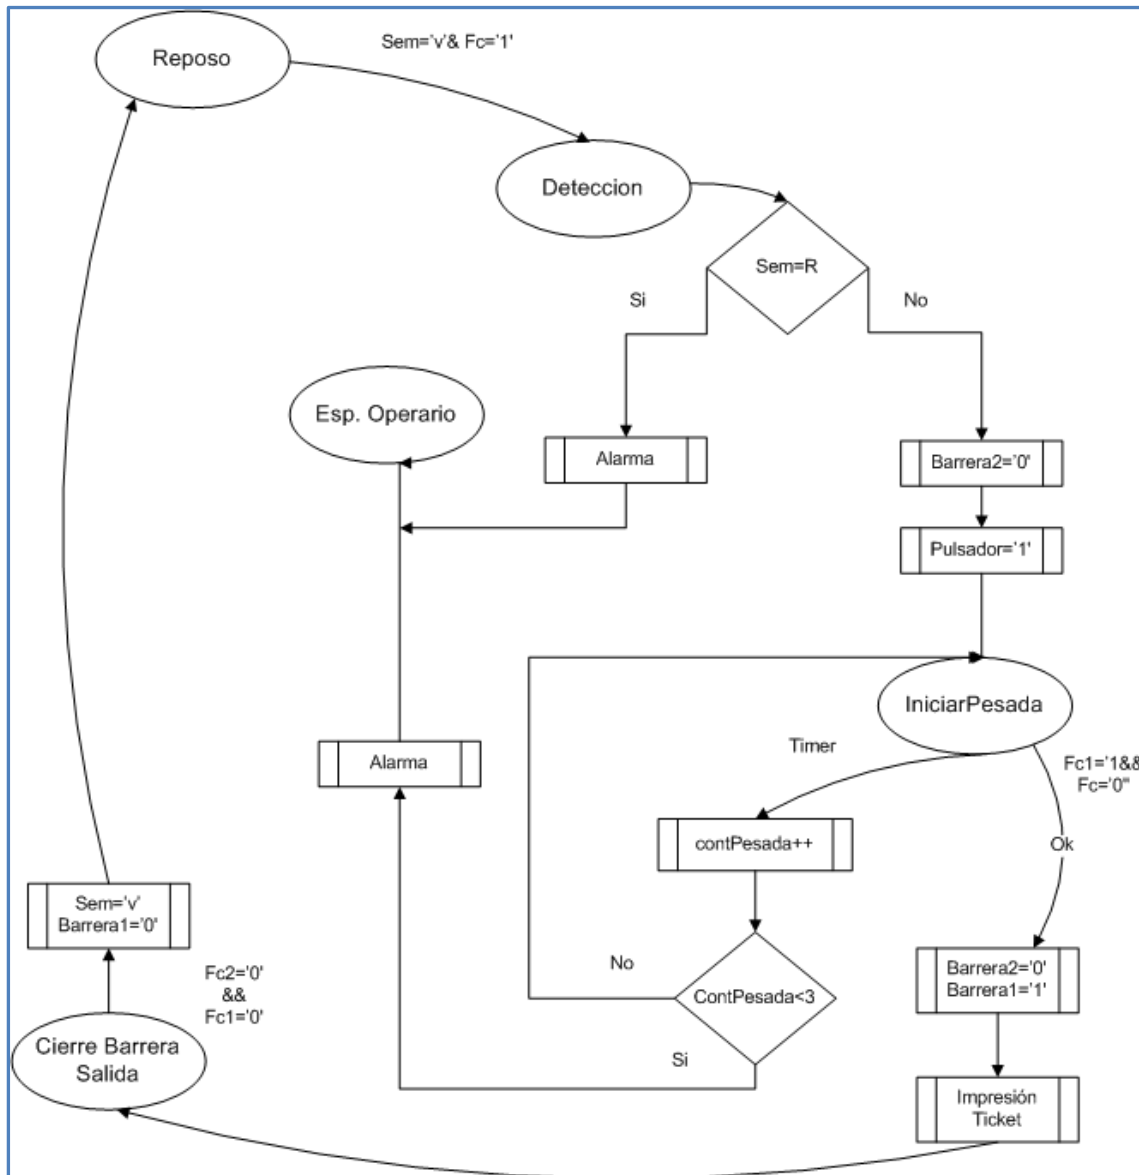 Reposo
Sem='v'& Fc='1'
Deteccion
Sem=R
Si
No
Esp. Operario
Alarma
Barrera2='0'
Pulsador='1'
IniciarPesada
Alarma
Timer
Fc1='1&&
Fc='0'"
contPesada++
Ok
Sem='v'
Barrera1='0'
Fc2='0'
&&
Fc1='0'
No
ContPesada<3
Barrera2='0'
Barrera1='1'
Cierre Barrera
Salida
Si
Impresión
Ticket